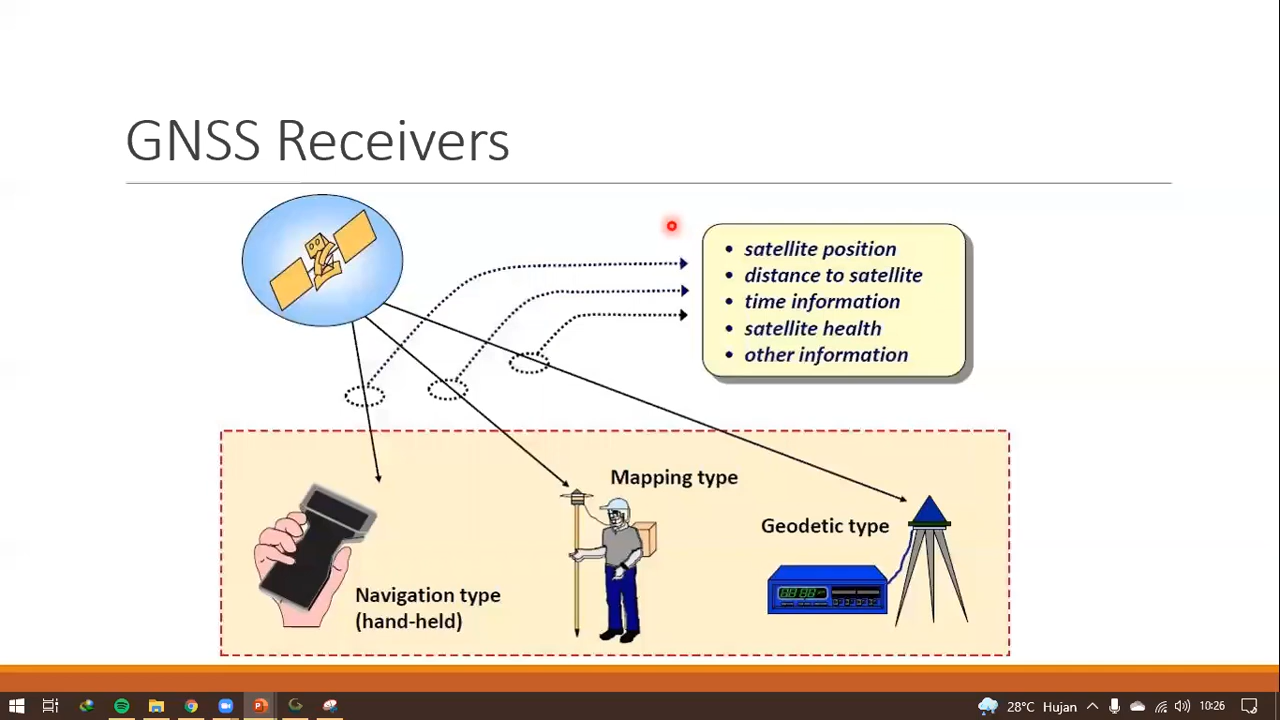 GNSS Receivers
• satellite position
• distance to satellite
• time information
• satellite health
• other information
Mapping type
Geodetic type
Navigation type
(hand-held)
28°C Hujan
10:26